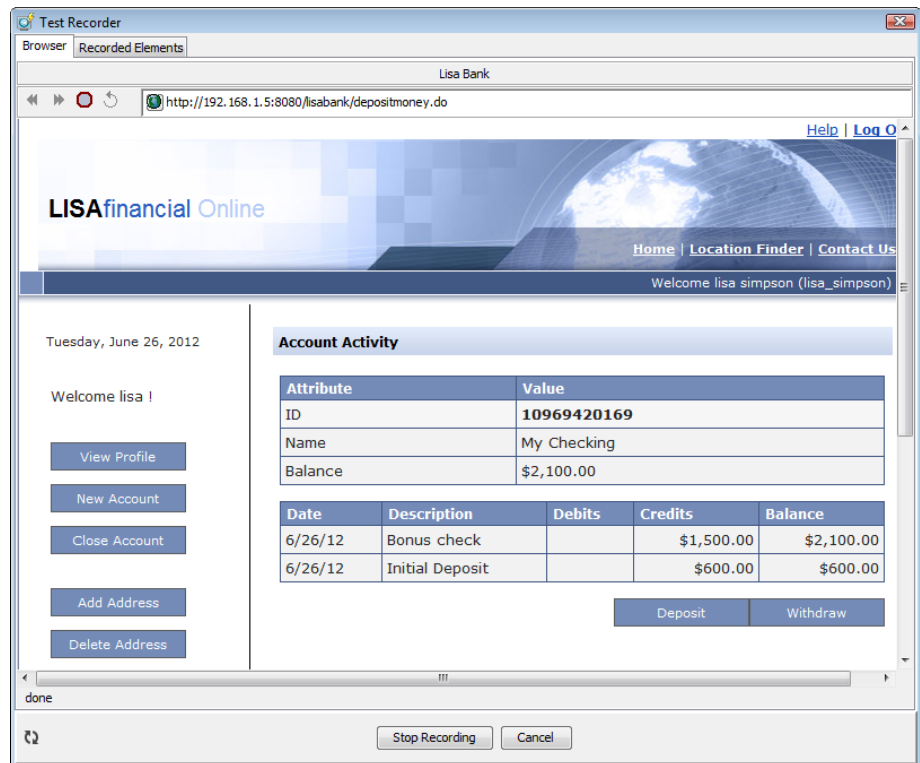 Test Recorder
Browser Recorded Elements
Lisa Bank
http://192.168.1.5:8080/lisabank/depositmoney.do
Help | Log O
LISAfinancial Online
Home | Location Finder | Contact Us
Welcome lisa simpson (lisa_simpson)
Tuesday, June 26, 2012
Welcome lisa !
View Profile
New Account
Close Account
Add Address
Delete Address
Account Activity
Attribute Value
ID 10969420169
Name My Checking
Balance $2,100.00
Date Description Debits Credits Balance
6/26/12 Bonus check $1,500.00 $2,100.00
6/26/12 Initial Deposit $600.00 $600.00
Deposit Withdraw
done
Stop Recording Cancel